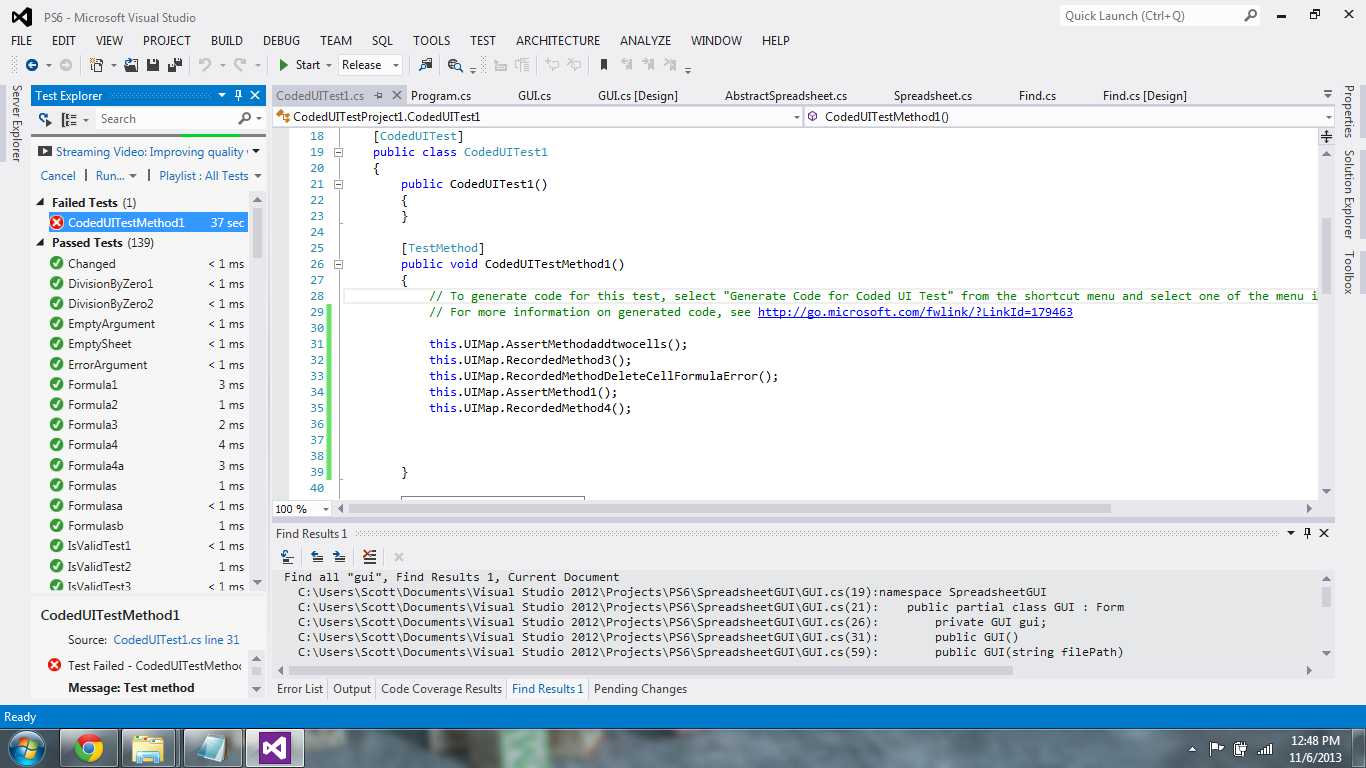 PS6 - Microsoft Visual Studio
Quick Launch (Ctrl+Q)
FILE EDIT VIEW PROJECT BUILD DEBUG TEAM SQL TOOLS TEST ARCHITECTURE ANALYZE WINDOW HELP
Start Release
Server Explorer
Test Explorer
Search
Streaming Video: Improving quality
Cancel | Run... | Playlist : All Tests
Failed Tests (1)
CodedUITestMethod1 37 sec
Passed Tests (139)
Changed < 1 ms
DivisionByZero1 < 1 ms
DivisionByZero2 < 1 ms
EmptyArgument < 1 ms
EmptySheet < 1 ms
ErrorArgument < 1 ms
Formula1 3 ms
Formula2 1 ms
Formula3 2 ms
Formula4 4 ms
Formula4a 3 ms
Formulas 1 ms
Formulasa < 1 ms
Formulasb 1 ms
IsValidTest1 < 1 ms
IsValidTest2 1 ms
IsValidTest3 < 1 ms
CodedUITestMethod1
Source: CodedUITest1.cs line 31
Test Failed - CodedUITestMethoc
Message: Test method
CodedUITest1.cs Program.cs GUI.cs GUI.cs [Design] AbstractSpreadsheet.cs Spreadsheet.cs Find.cs Find.cs [Design]
CodedUITestProject1.CodedUITest1 CodedUITestMethod1()
18 [CodedUITest]
19 public class CodedUITest1
20 {
21 public CodedUITest1()
22 {
23 }
24
25 [TestMethod]
26 public void CodedUITestMethod1()
27 {
28 // To generate code for this test, select "Generate Code for Coded UI Test" from the shortcut menu and select one of the menu i
29 // For more information on generated code, see http://go.microsoft.com/fwlink/?LinkId=179463
30
31 this.UIMap.AssertMethodaddtwocells();
32 this.UIMap.RecordedMethod3();
33 this.UIMap.RecordedMethodDeleteCellFormulaError();
34 this.UIMap.AssertMethod1();
35 this.UIMap.RecordedMethod4();
36
37
38
39 }
40
100 %
Properties
Solution Explorer
Toolbox
Find Results 1
Find all "gui", Find Results 1, Current Document
C:\Users\Scott\Documents\Visual Studio 2012\Projects\PS6\SpreadsheetGUI\GUI.cs(19):namespace SpreadsheetGUI
C:\Users\Scott\Documents\Visual Studio 2012\Projects\PS6\SpreadsheetGUI\GUI.cs(21): public partial class GUI : Form
C:\Users\Scott\Documents\Visual Studio 2012\Projects\PS6\SpreadsheetGUI\GUI.cs(26): private GUI gui;
C:\Users\Scott\Documents\Visual Studio 2012\Projects\PS6\SpreadsheetGUI\GUI.cs(31): public GUI()
C:\Users\Scott\Documents\Visual Studio 2012\Projects\PS6\SpreadsheetGUI\GUI.cs(59): public GUI(string filePath)
Error List Output Code Coverage Results Find Results 1 Pending Changes
Ready
12:48 PM
11/6/2013